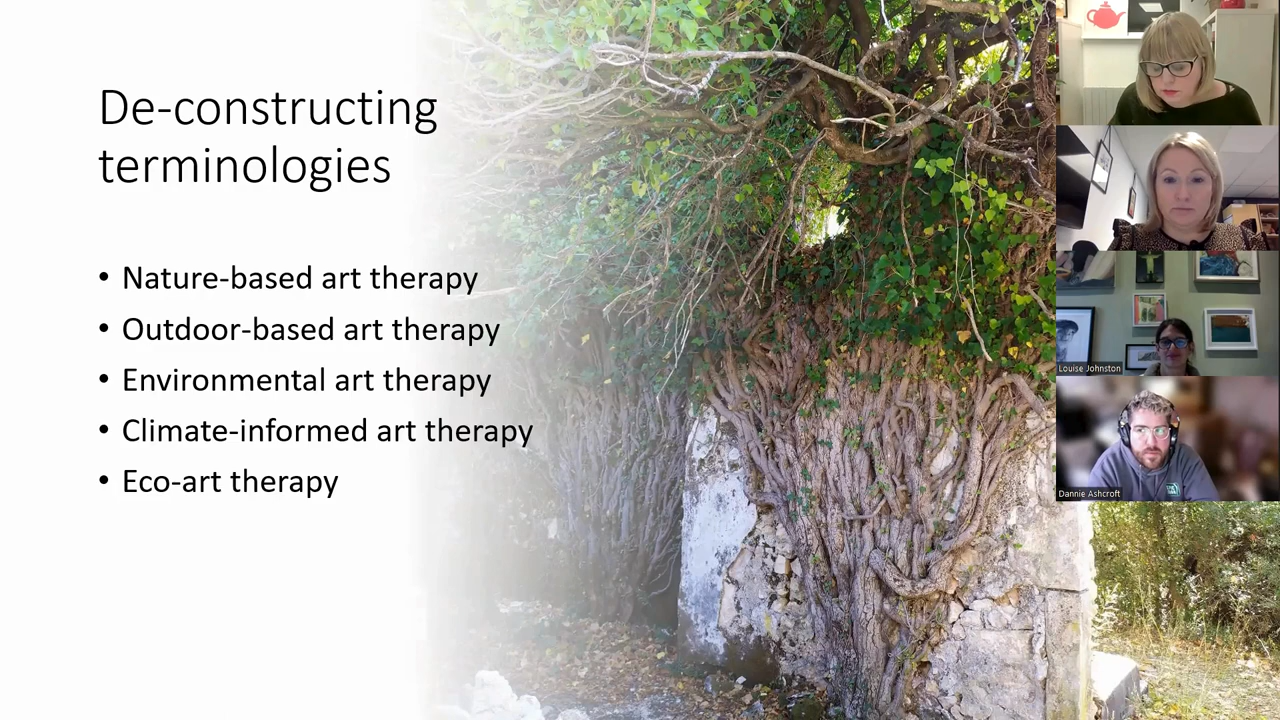 De-constructing
terminologies
• Nature-based art therapy
• Outdoor-based art therapy
• Environmental art therapy
• Climate-informed art therapy
• Eco-art therapy
Louise Johnston
Dannie Ashcroft